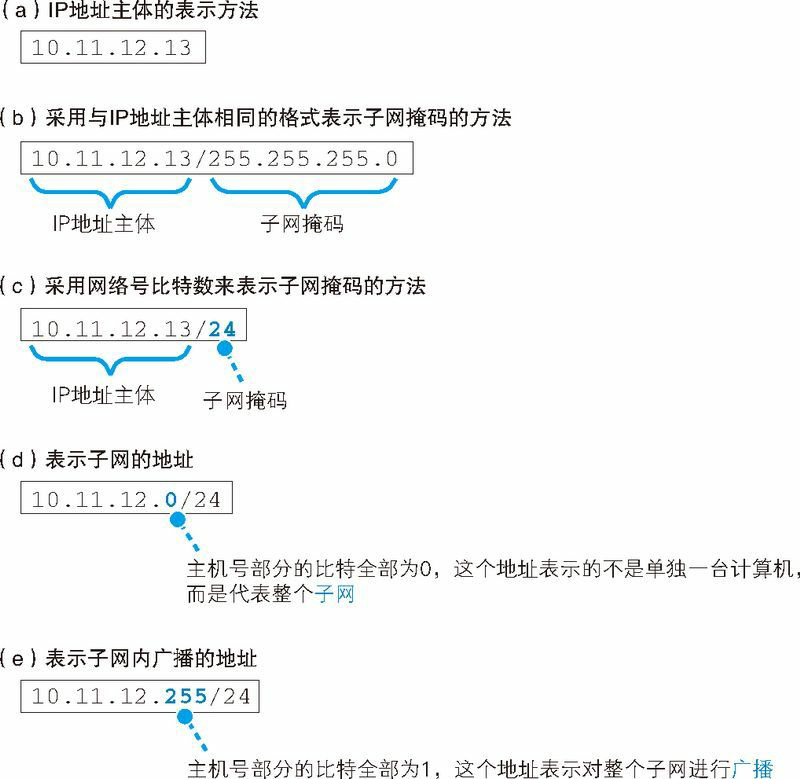 （a）IP地址主体的表示方法
10.11.12.13
（b）采用与IP地址主体相同的格式表示子网掩码的方法
10.11.12.13/255.255.255.0
IP地址主体
子网掩码
（c）采用网络号比特数来表示子网掩码的方法
10.11.12.13/24
IP地址主体
子网掩码
（d）表示子网的地址
10.11.12.0/24
主机号部分的比特全部为0，这个地址表示的不是单独一台计算机，
而是代表整个子网
（e）表示子网内广播的地址
10.11.12.255/24
主机号部分的比特全部为1，这个地址表示对整个子网进行广播